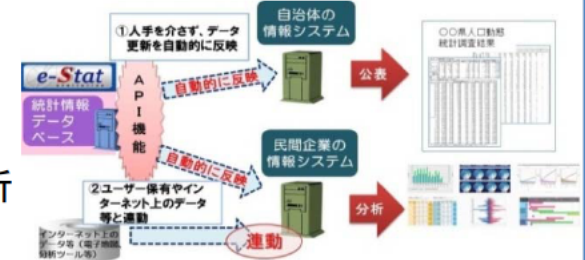 ①人手を介さず、データ
更新を自動的に反映
自治体の
情報システム
〇〇県人口動態
統計調査結果
e-Stat
統計情報
データ
ベース
API機能
自動的に反映
公表
民間企業の
情報システム
自動的に反映
②ユーザー保有やイン
ターネット上のデータ
等と連動
分析
析
インターネット上の
データ等（電子地図、
分析ツール等）
連動